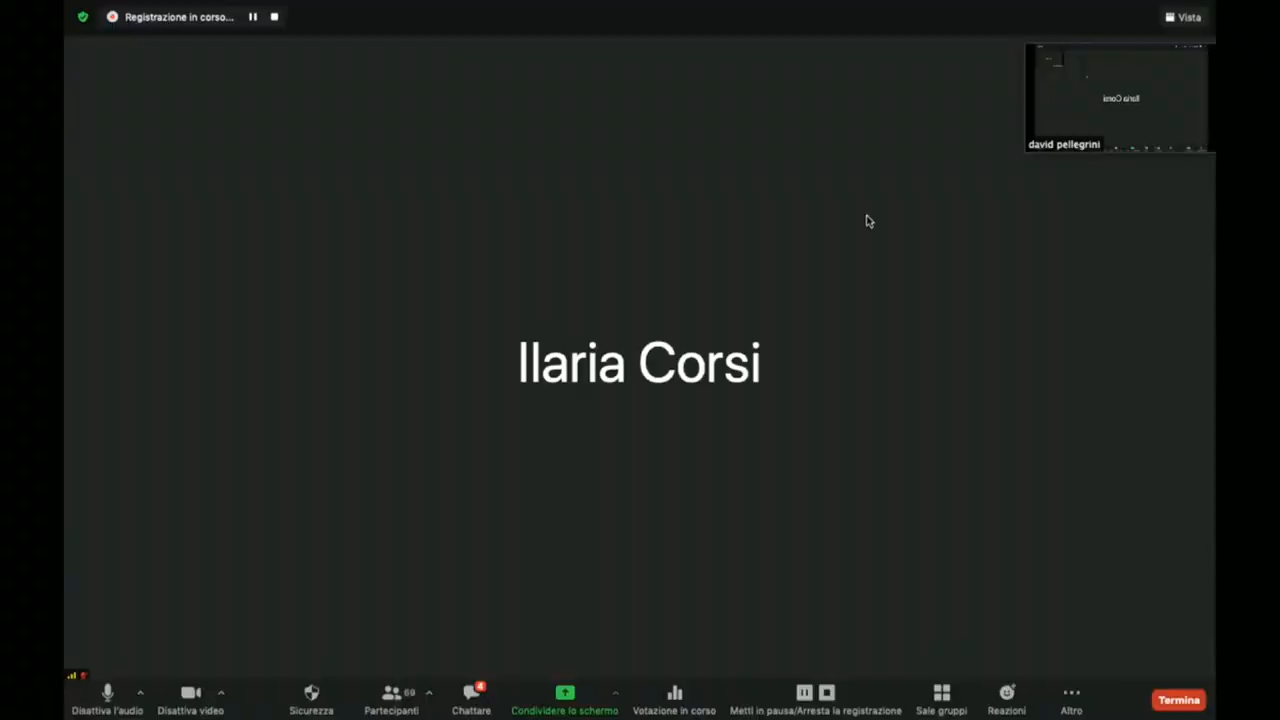 Registrazione in corso...
Vista
Ilaria Corsi
david pellegrini
Ilaria Corsi
Disattiva l'audio
Disattiva video
Sicurezza
Partecipanti
69
Chattare
4
Condividere lo schermo
Votazione in corso
Metti in pausa/Arresta la registrazione
Sale gruppi
Reazioni
Altro
Termina